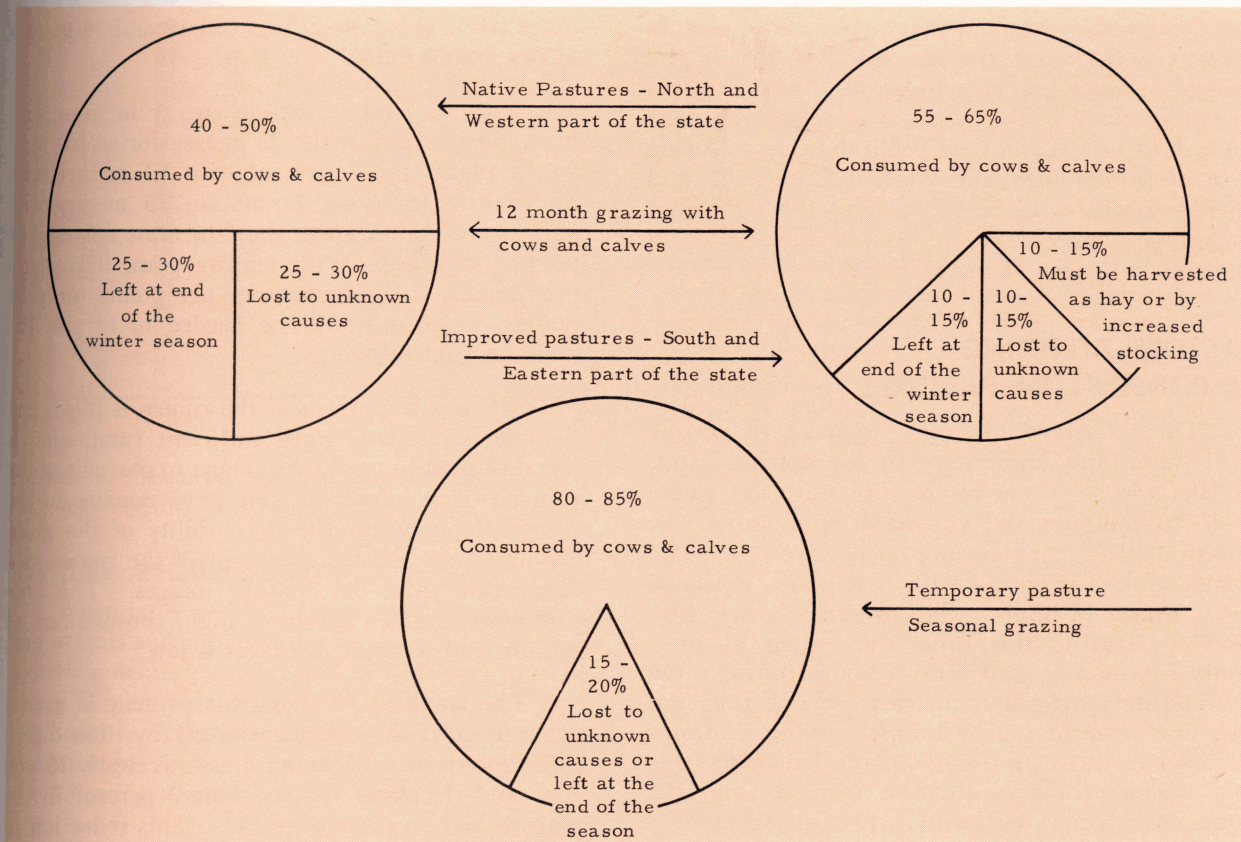 40 - 50%
Consumed by cows & calves
25 - 30%
Left at end
of the
winter season
25 - 30%
Lost to unknown
causes
Native Pastures - North and
Western part of the state
12 month grazing with
cows and calves
Improved pastures - South and
Eastern part of the state
55 - 65%
Consumed by cows & calves
10 - 15%
Must be harvested
as hay or by
increased
stocking
10 -
15%
Left at
end of the
winter
season
10-
15%
Lost to
unknown
causes
80 - 85%
Consumed by cows & calves
15 -
20%
Lost to
unknown
causes or
left at the
end of the
season
Temporary pasture
Seasonal grazing